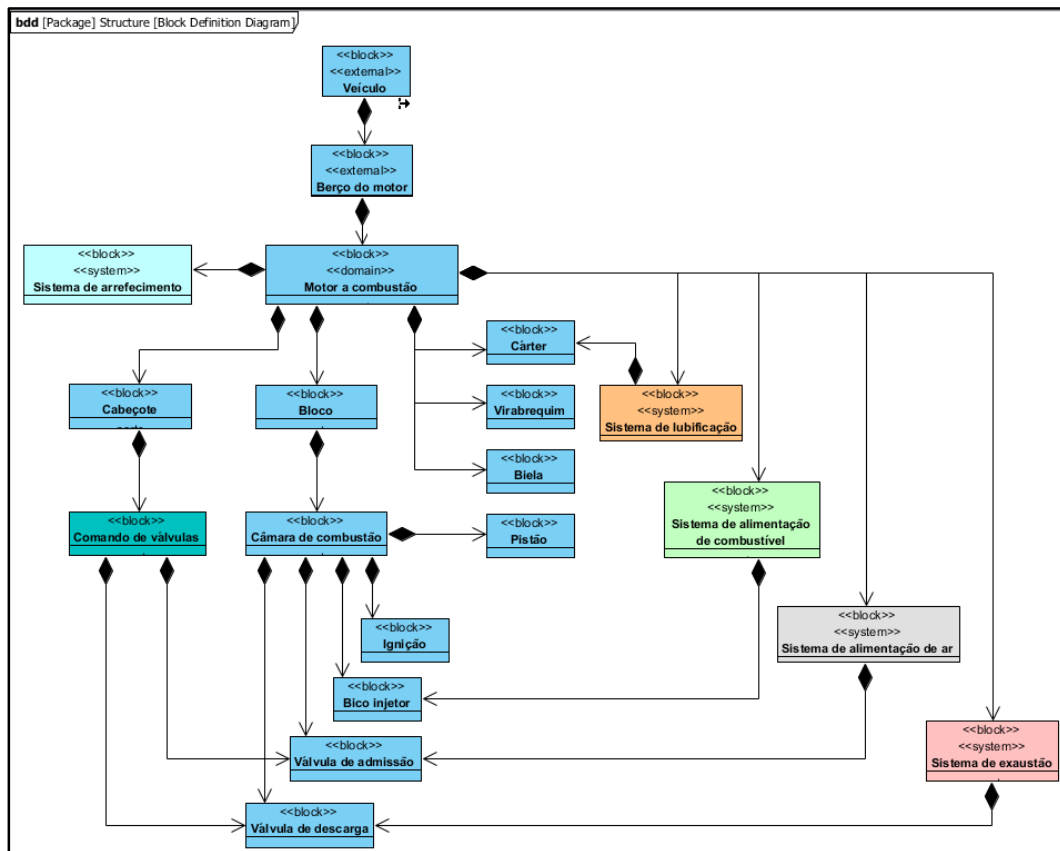 bdd [Package] Structure [Block Definition Diagram]
<<block>>
<<external>>
Veículo
<<block>>
<<external>>
Berço do motor
<<block>>
<<system>>
Sistema de arrefecimento
<<block>>
<<domain>>
Motor a combustão
<<block>>
Cárter
<<block>>
Cabeçote
<<block>>
Bloco
<<block>>
Virabrequim
<<block>>
<<system>>
Sistema de lubificação
<<block>>
Biela
<<block>>
<<system>>
Sistema de alimentação
de combustível
<<block>>
Comando de válvulas
<<block>>
Câmara de combustão
<<block>>
Pistão
<<block>>
Ignição
<<block>>
<<system>>
Sistema de alimentação de ar
<<block>>
Bico injetor
<<block>>
<<system>>
Sistema de exaustão
<<block>>
Válvula de admissão
<<block>>
Válvula de descarga